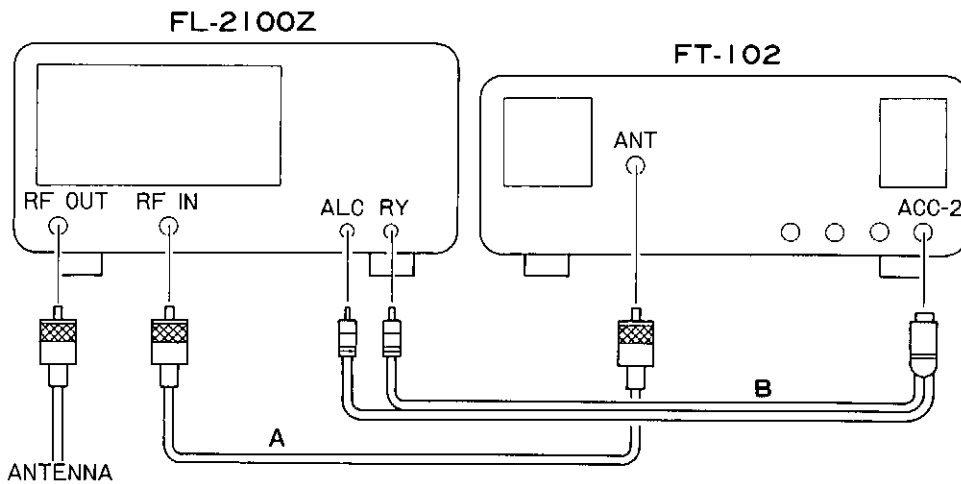 FL-2100Z
FT-102
ANT
RF OUT
RF IN
ALC
RY
ACC-2
B
A
ANTENNA